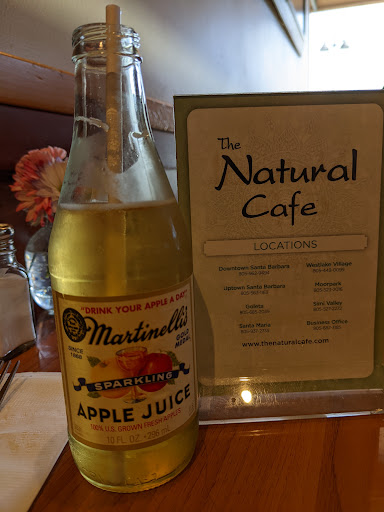 "DRINK YOUR APPLE A DAY"
Martinelli's
GOLD MEDAL
SINCE 1868
SPARKLING
APPLE JUICE
100% U.S. GROWN FRESH APPLES
10 FL. OZ
The
Natural
Cafe
LOCATIONS
Downtown Santa Barbara
Westlake Village
Uptown Santa Barbara
Moorpark
Goleta
Simi Valley
Santa Maria
Business Office
www.thenaturalcafe.com